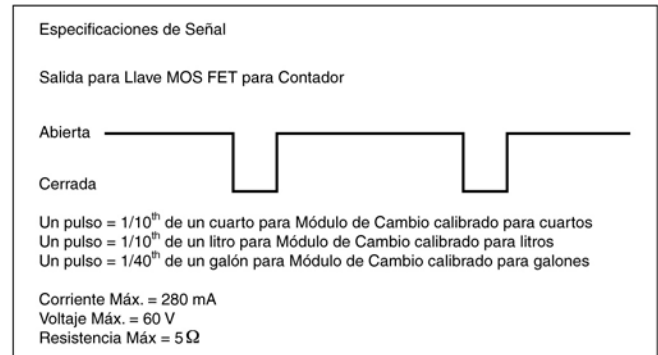 Especificaciones de Señal
Salida para Llave MOS FET para Contador
Abierta
Cerrada
Un pulso = 1/10th de un cuarto para Módulo de Cambio calibrado para cuartos
Un pulso = 1/10th de un litro para Módulo de Cambio calibrado para litros
Un pulso = 1/40th de un galón para Módulo de Cambio calibrado para galones
Corriente Máx. = 280 mA
Voltaje Máx. = 60 V
Resistencia Máx = 5Ω